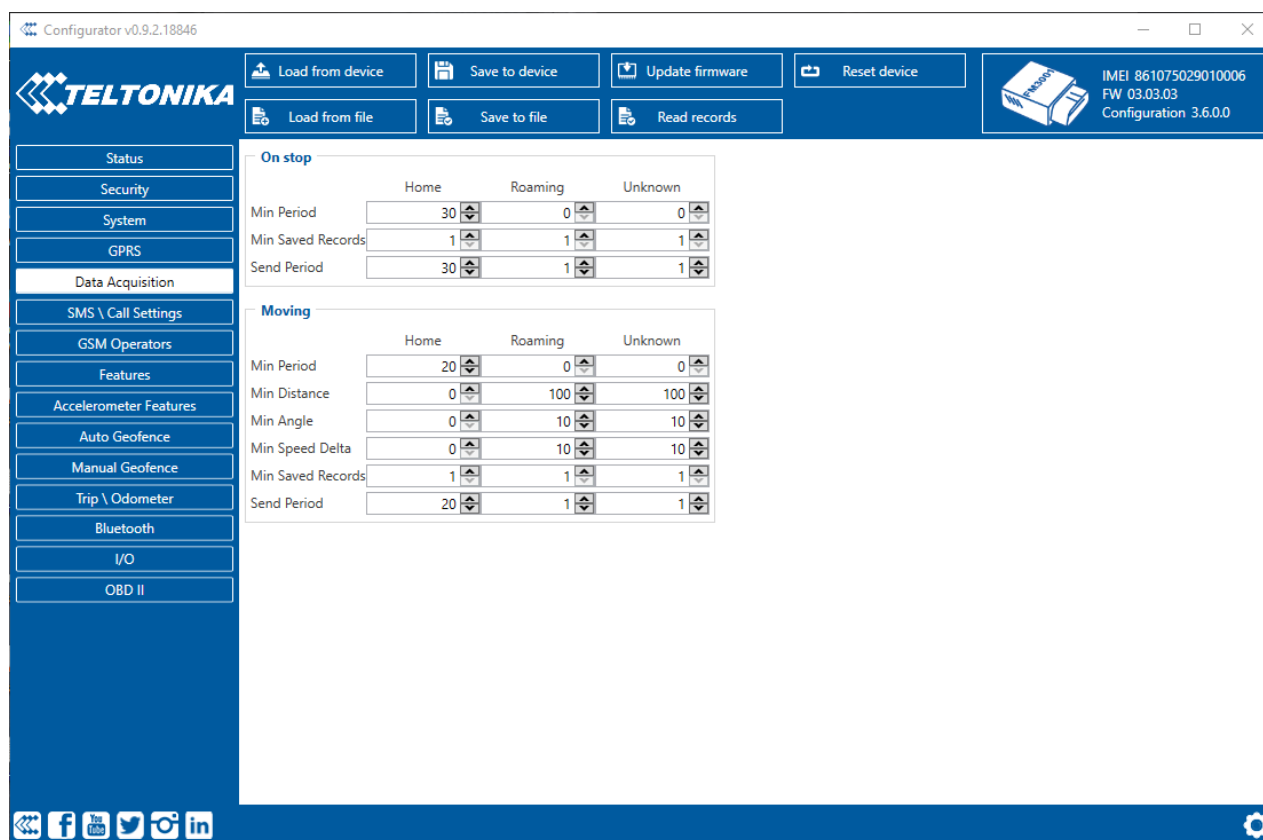 Configurator v0.9.2.18846
TELTONIKA
Load from device
Save to device
Update firmware
Reset device
Load from file
Save to file
Read records
FM3001
IMEI 861075029010006
FW 03.03.03
Configuration 3.6.0.0
Status
Security
System
GPRS
Data Acquisition
SMS \ Call Settings
GSM Operators
Features
Accelerometer Features
Auto Geofence
Manual Geofence
Trip \ Odometer
Bluetooth
I/O
OBD II
On stop
Home Roaming Unknown
Min Period 30 0 0
Min Saved Records 1 1 1
Send Period 30 1 1
Moving
Home Roaming Unknown
Min Period 20 0 0
Min Distance 0 100 100
Min Angle 0 10 10
Min Speed Delta 0 10 10
Min Saved Records 1 1 1
Send Period 20 1 1
f You Tube in